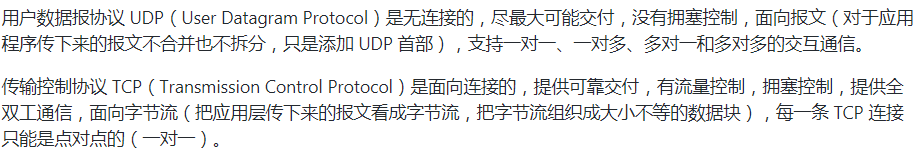 用户数据报协议 UDP（User Datagram Protocol）是无连接的，尽最大可能交付，没有拥塞控制，面向报文（对于应用
程序传下来的报文不合并也不拆分，只是添加 UDP 首部），支持一对一、一对多、多对一和多对多的交互通信。
传输控制协议 TCP（Transmission Control Protocol）是面向连接的，提供可靠交付，有流量控制，拥塞控制，提供全
双工通信，面向字节流（把应用层传下来的报文看成字节流，把字节流组织成大小不等的数据块），每一条 TCP 连接
只能是点对点的（一对一）。